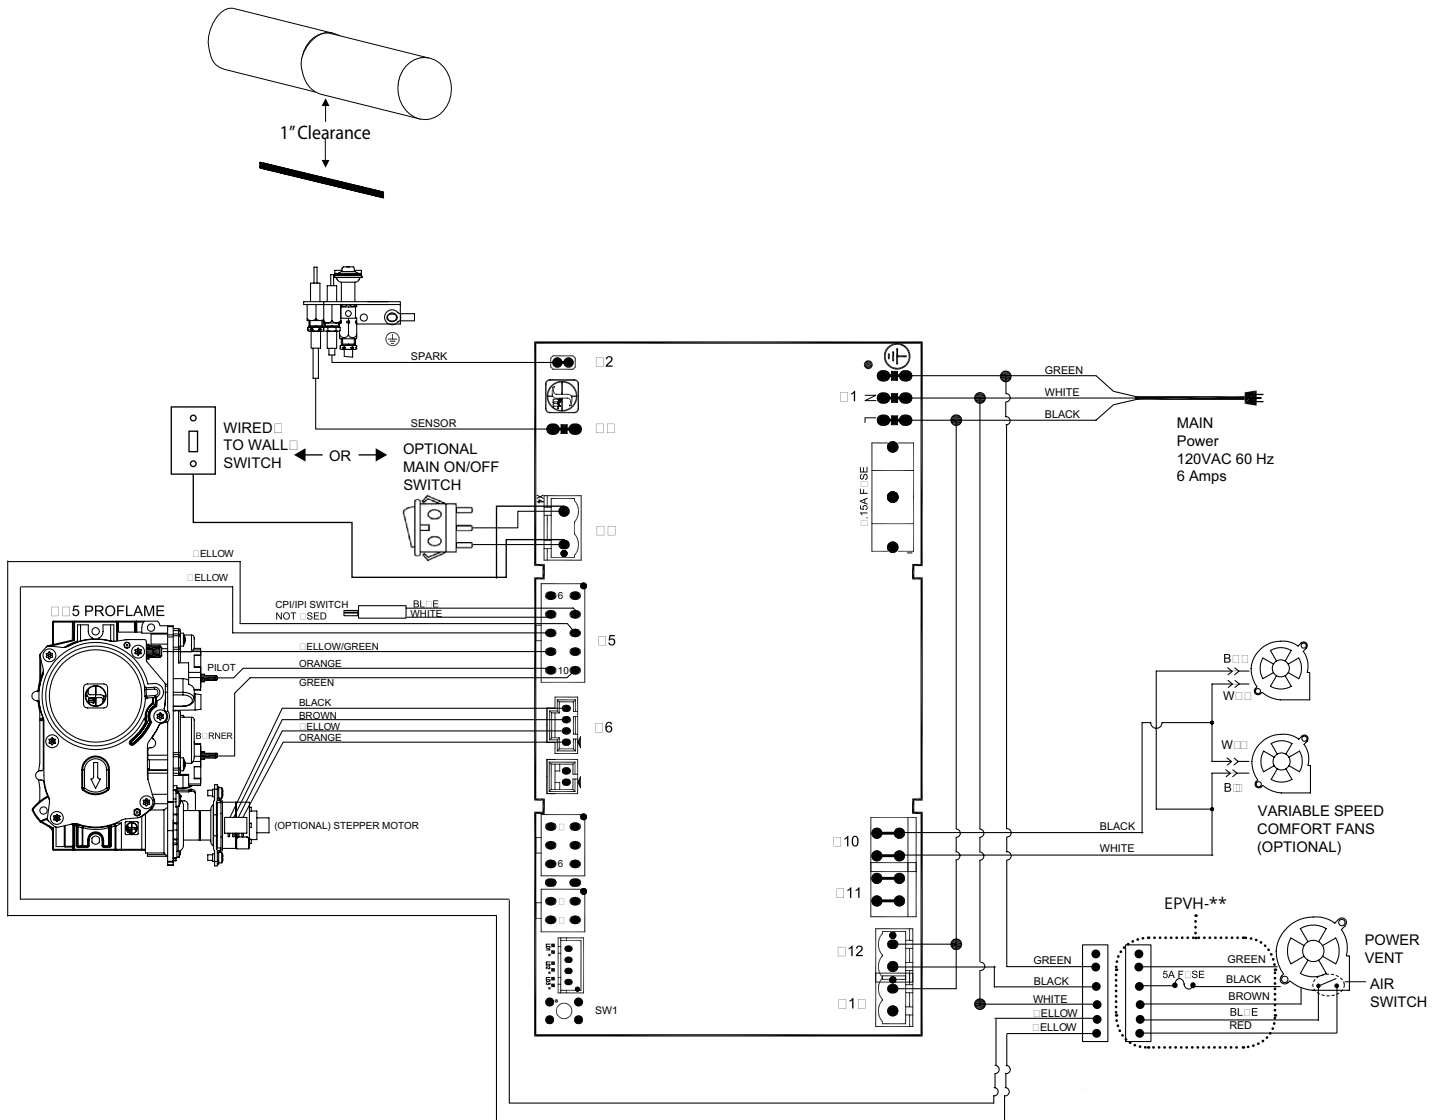 1” Clearance
SPARK
□2
GREEN
□1
N
WHITE
L
BLACK
MAIN
Power
120VAC 60 Hz
6 Amps
WIRED□
TO WALL□
SWITCH
OR
SENSOR
□□
OPTIONAL
MAIN ON/OFF
SWITCH
X4
□□
□.15A F□SE
□ELLOW
□ELLOW
□□5 PROFLAME
CPI/IPI SWITCH
NOT □SED
BL□E
WHITE
6
□5
□ELLOW/GREEN
PILOT
ORANGE
10
GREEN
BLACK
BROWN
□ELLOW
ORANGE
□6
B□RNER
(OPTIONAL) STEPPER MOTOR
B□□
W□□
W□□
B□□
VARIABLE SPEED
COMFORT FANS
(OPTIONAL)
BLACK
□10
WHITE
□11
6
□12
□1□
SW1
EPVH-**
GREEN
BLACK
WHITE
□ELLOW
□ELLOW
5A F□SE
GREEN
BLACK
BROWN
BL□E
RED
POWER
VENT
AIR
SWITCH